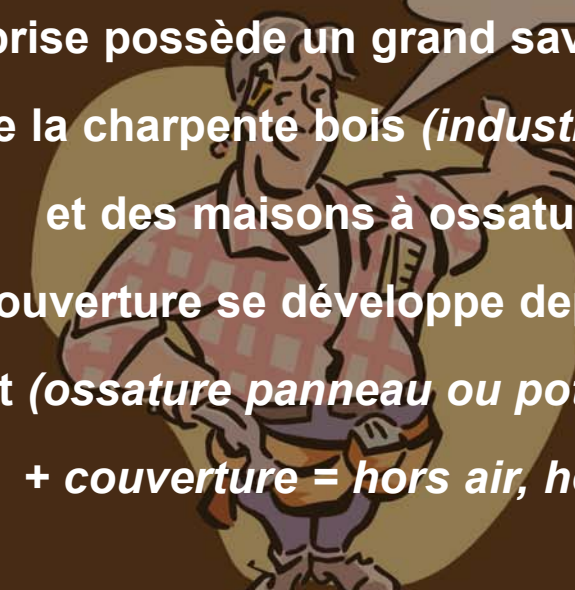 prise possède un grand sav
e la charpente bois (industr
et des maisons à ossatu
ouverture se développe de
t (ossature panneau ou pot
+ couverture = hors air, h